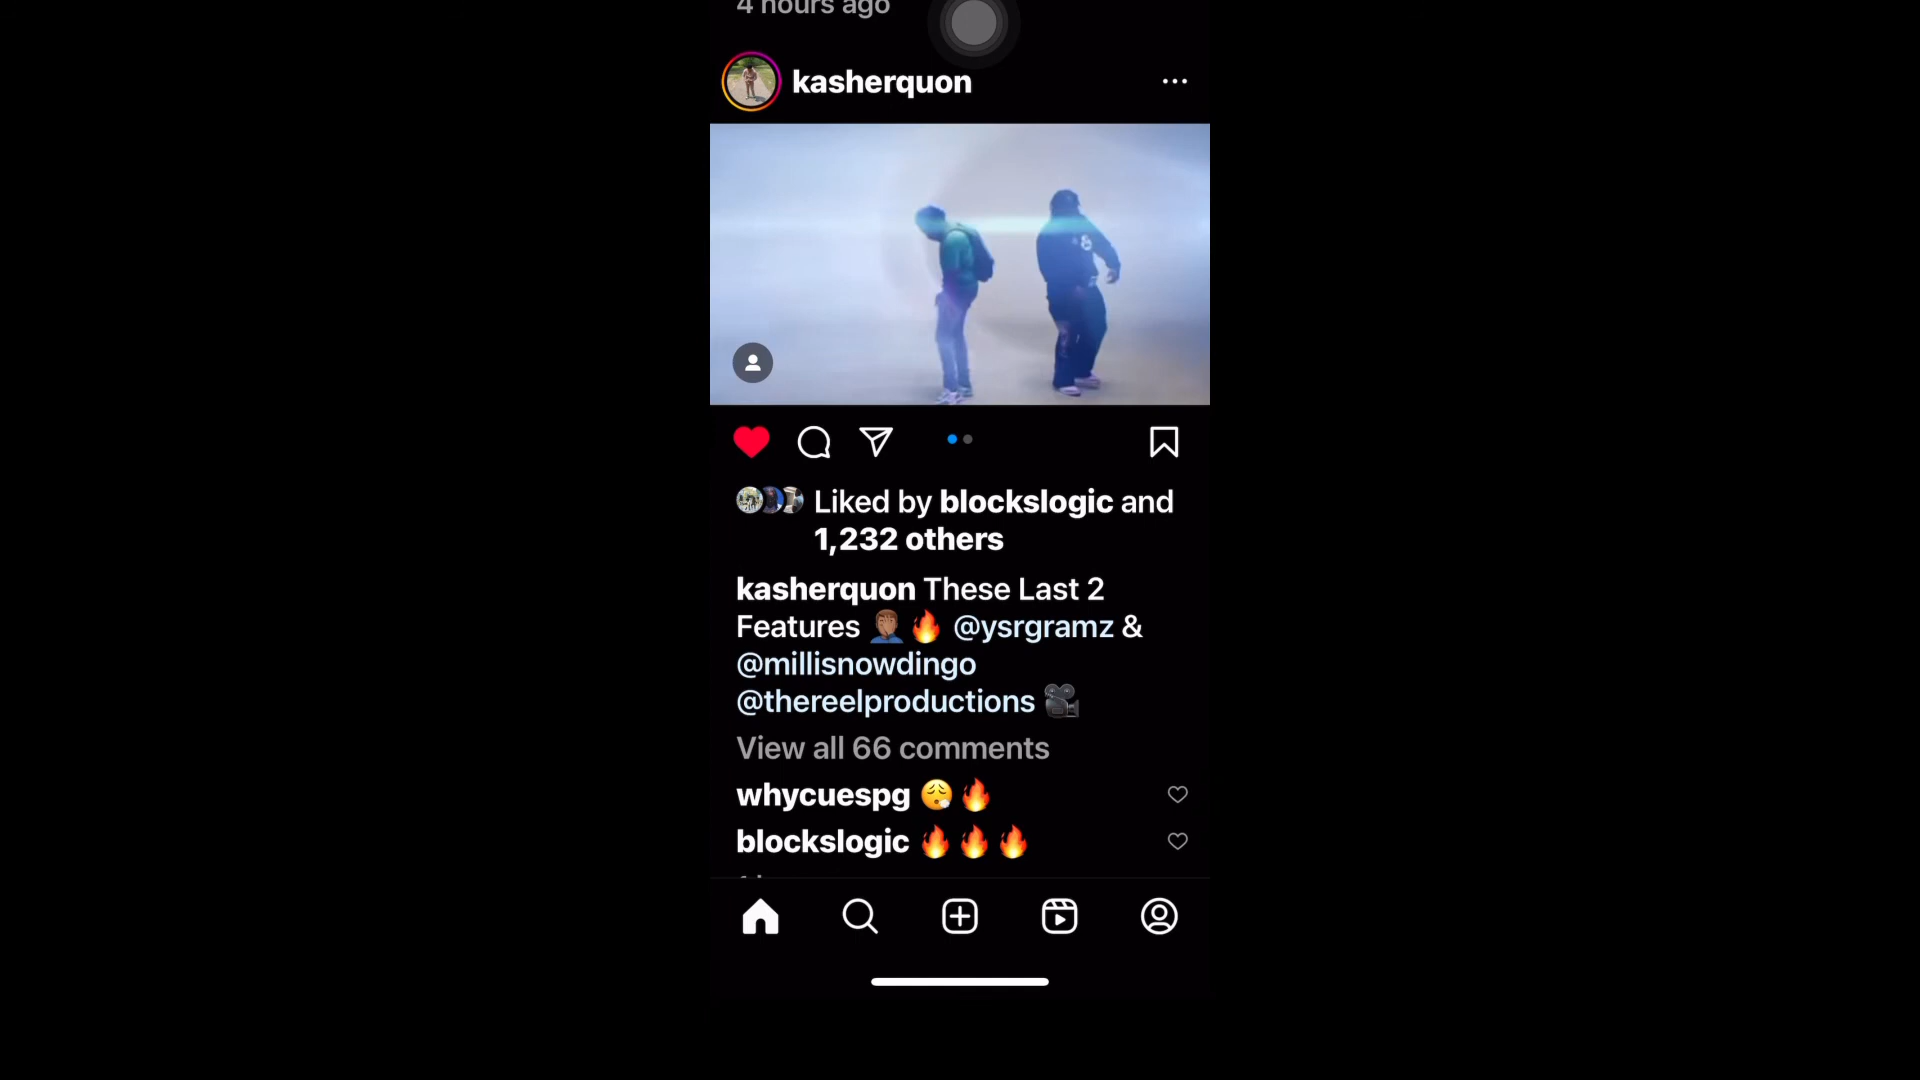 4 hours ago
kasherquon
Liked by blockslogic and
1,232 others
kasherquon These Last 2
Features 🤦🏾‍♂️🔥 @ysrgramz &
@millisnowdingo
@thereelproductions 🎥
View all 66 comments
whycuespg 😮‍💨🔥
blockslogic 🔥🔥🔥